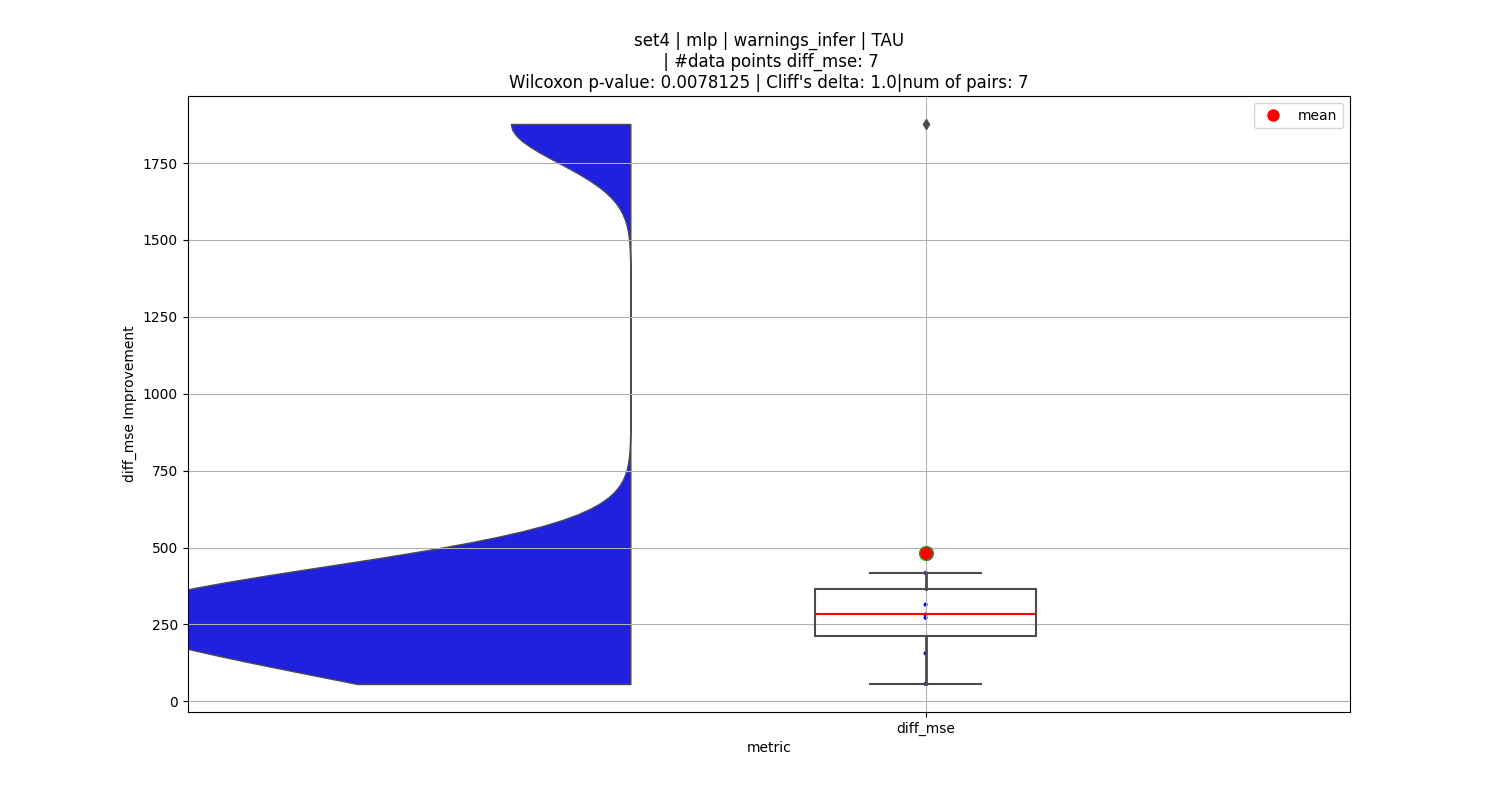 set4 | mlp | warnings_infer | TAU
| #data points diff_mse: 7
Wilcoxon p-value: 0.0078125 | Cliff's delta: 1.0|num of pairs: 7
mean
1750
1500
1250
1000
750
500
250
0
diff_mse Improvement
diff_mse
metric